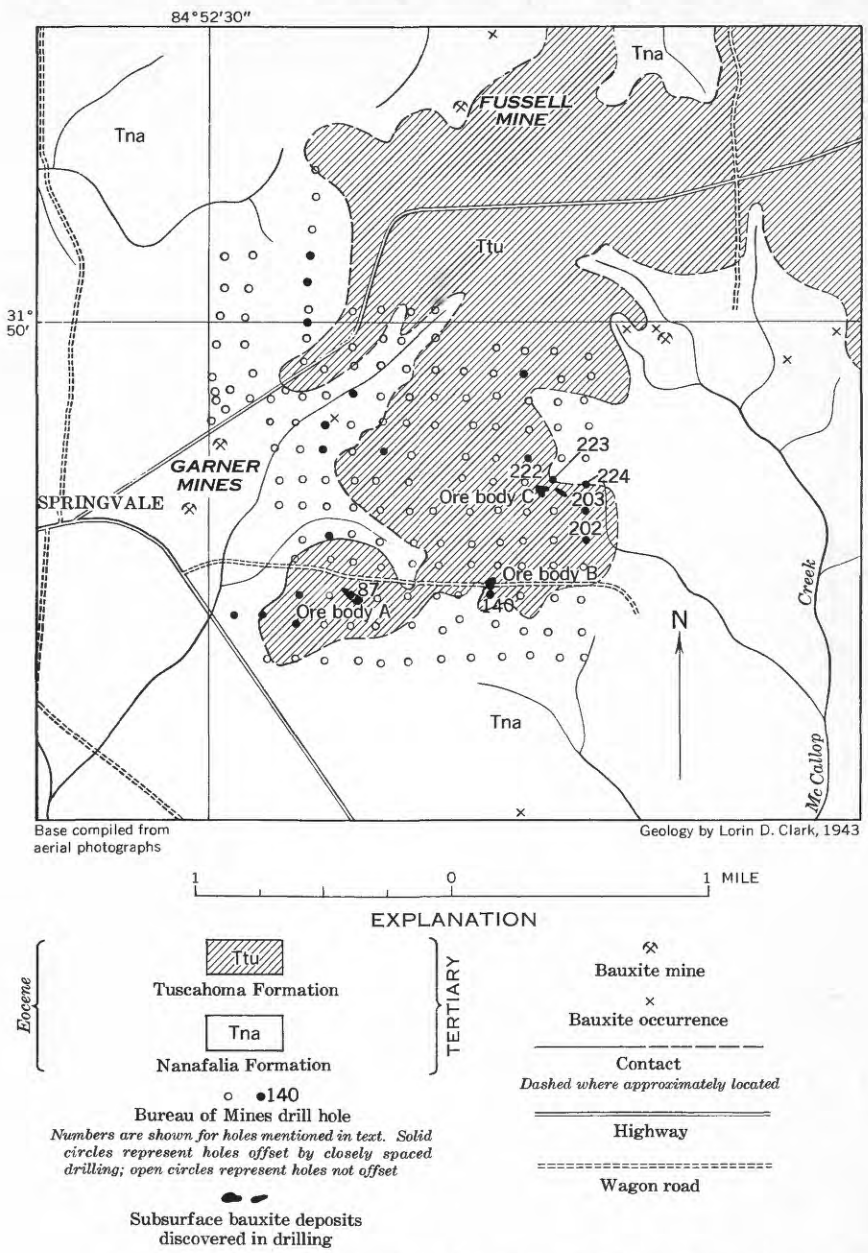 84°52'30"
Tna
FUSSELL
MINE
Tna
Ttu
31°
50'
GARNER
MINES
SPRINGVALE
223
222
224
Ore body C
203
202
87
Ore body B
Ore body A
140
N
Creek
McCallop
Tna
Base compiled from
aerial photographs
Geology by Lorin D. Clark, 1943
1 0 1 MILE
EXPLANATION
Eocene
Ttu
Tuscahoma Formation
Tna
Nanafalia Formation
TERTIARY
140
Bureau of Mines drill hole
Numbers are shown for holes mentioned in text. Solid
circles represent holes offset by closely spaced
drilling; open circles represent holes not offset
Subsurface bauxite deposits
discovered in drilling
Bauxite mine
Bauxite occurrence
Contact
Dashed where approximately located
Highway
Wagon road